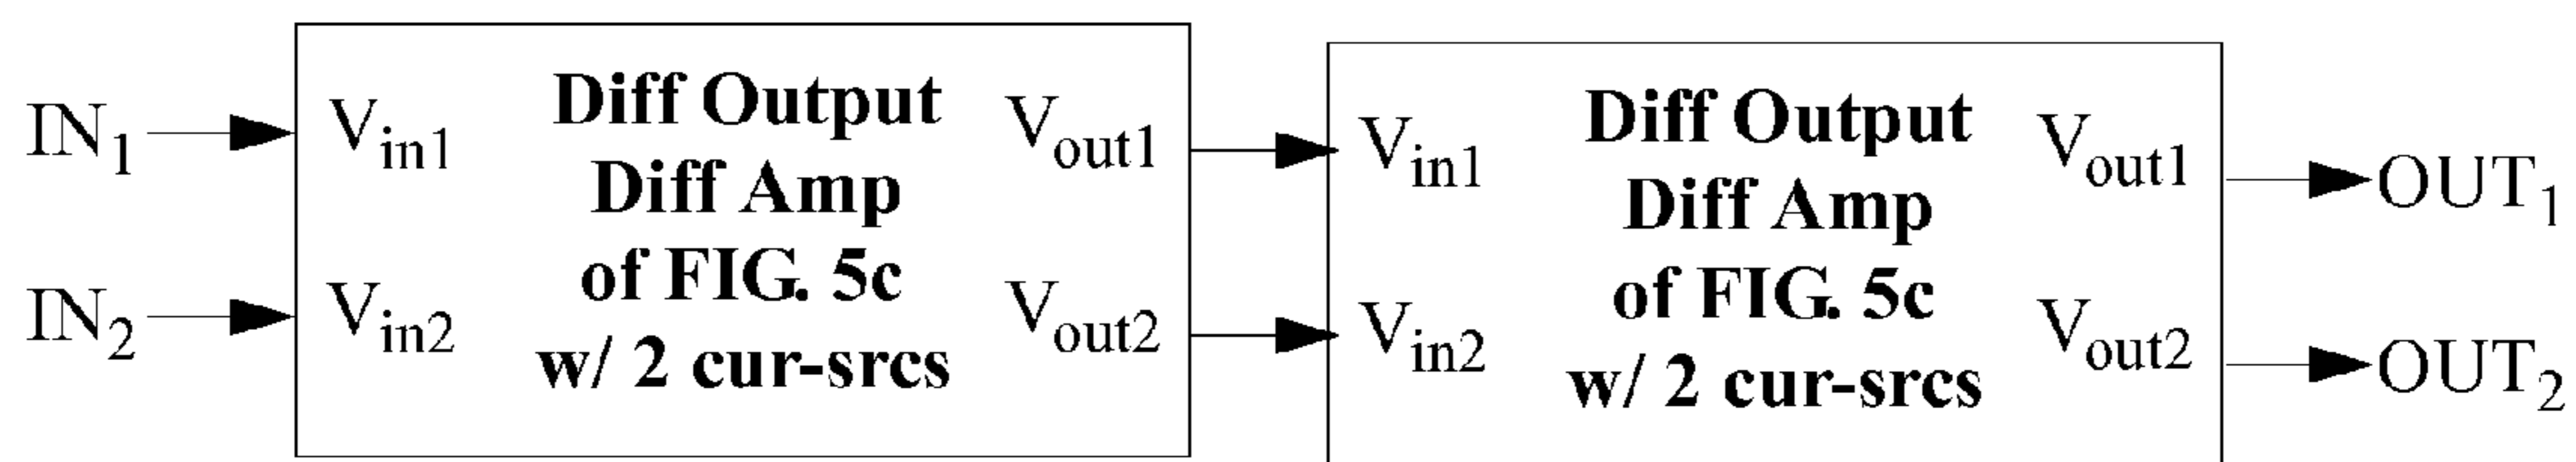 IN1
IN2
Vin1
Vin2
Diff Output
Diff Amp
of FIG. 5c
w/ 2 cur-srcs
Vout1
Vout2
Vin1
Vin2
Diff Output
Diff Amp
of FIG. 5c
w/ 2 cur-srcs
Vout1
Vout2
OUT1
OUT2